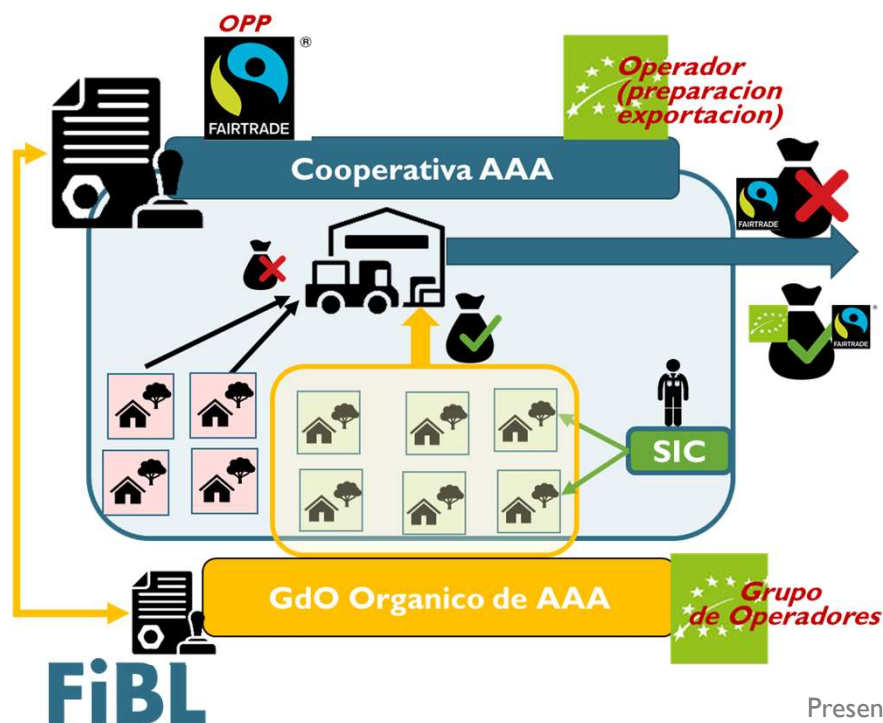 OPP
®
FAIRTRADE
Operador
(preparacion
exportacion)
Cooperativa AAA
FAIRTRADE
FAIRTRADE
SIC
GdO Organico de AAA
Grupo
de Operadores
FiBL
Presen